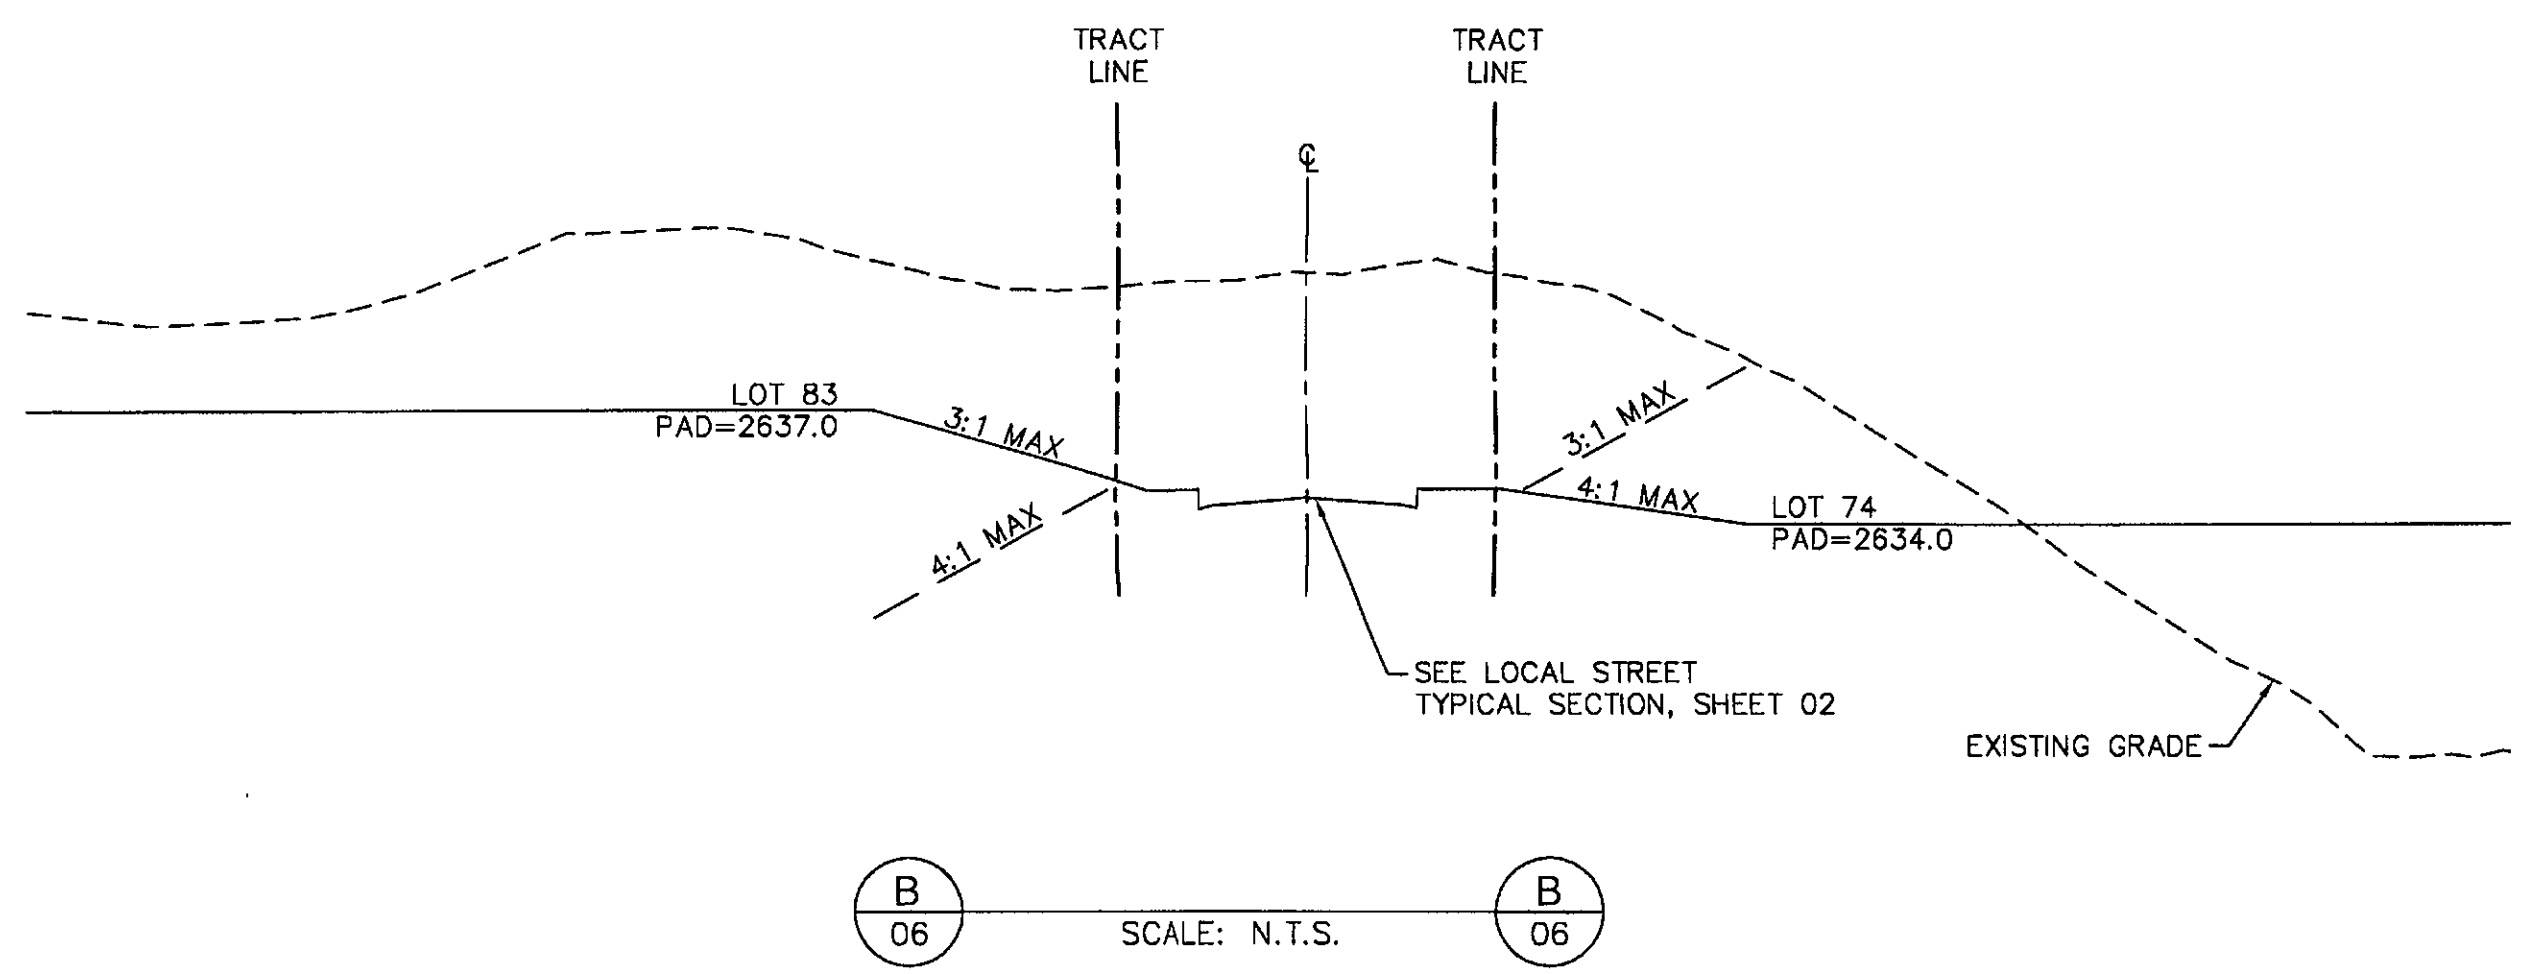 TRACT
LINE
TRACT
LINE
℄
LOT 83
PAD=2637.0
3:1 MAX
4:1 MAX
3:1 MAX
4:1 MAX
LOT 74
PAD=2634.0
SEE LOCAL STREET
TYPICAL SECTION, SHEET 02
EXISTING GRADE
B
06
SCALE: N.T.S.
B
06